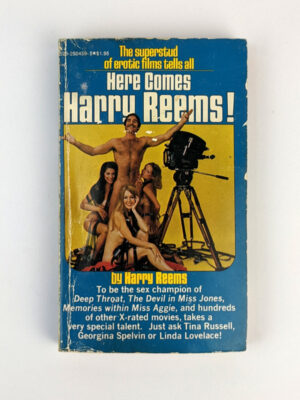 The superstud
of erotic films tells all
Here Comes
Harry Reems!
by Harry Reems
To be the sex champion of
Deep Throat, The Devil in Miss Jones,
Memories within Miss Aggie, and hundreds
of other X-rated movies, takes a
very special talent. Just ask Tina Russell,
Georgina Spelvin or Linda Lovelace!